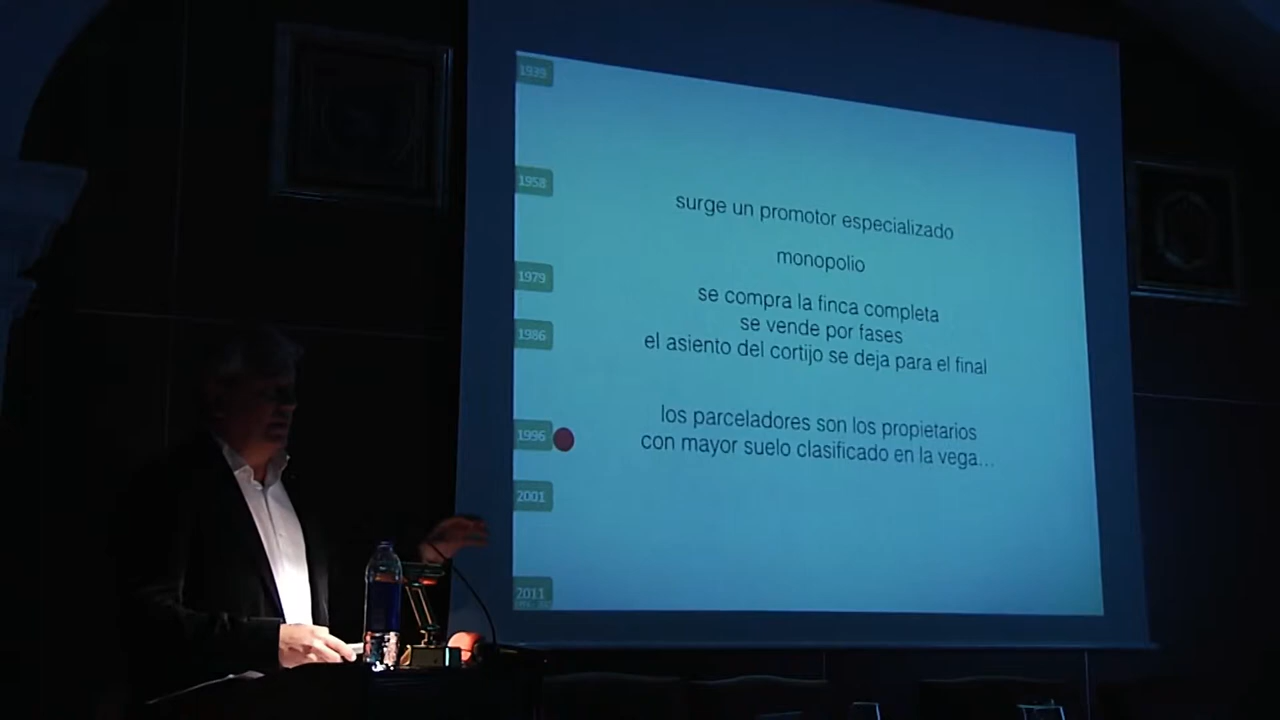 1939
1958
1979
1986
1996
2001
2011
surge un promotor especializado
monopolio
se compra la finca completa
se vende por fases
el asiento del cortijo se deja para el final
los parceladores son los propietarios
con mayor suelo clasificado en la vega...